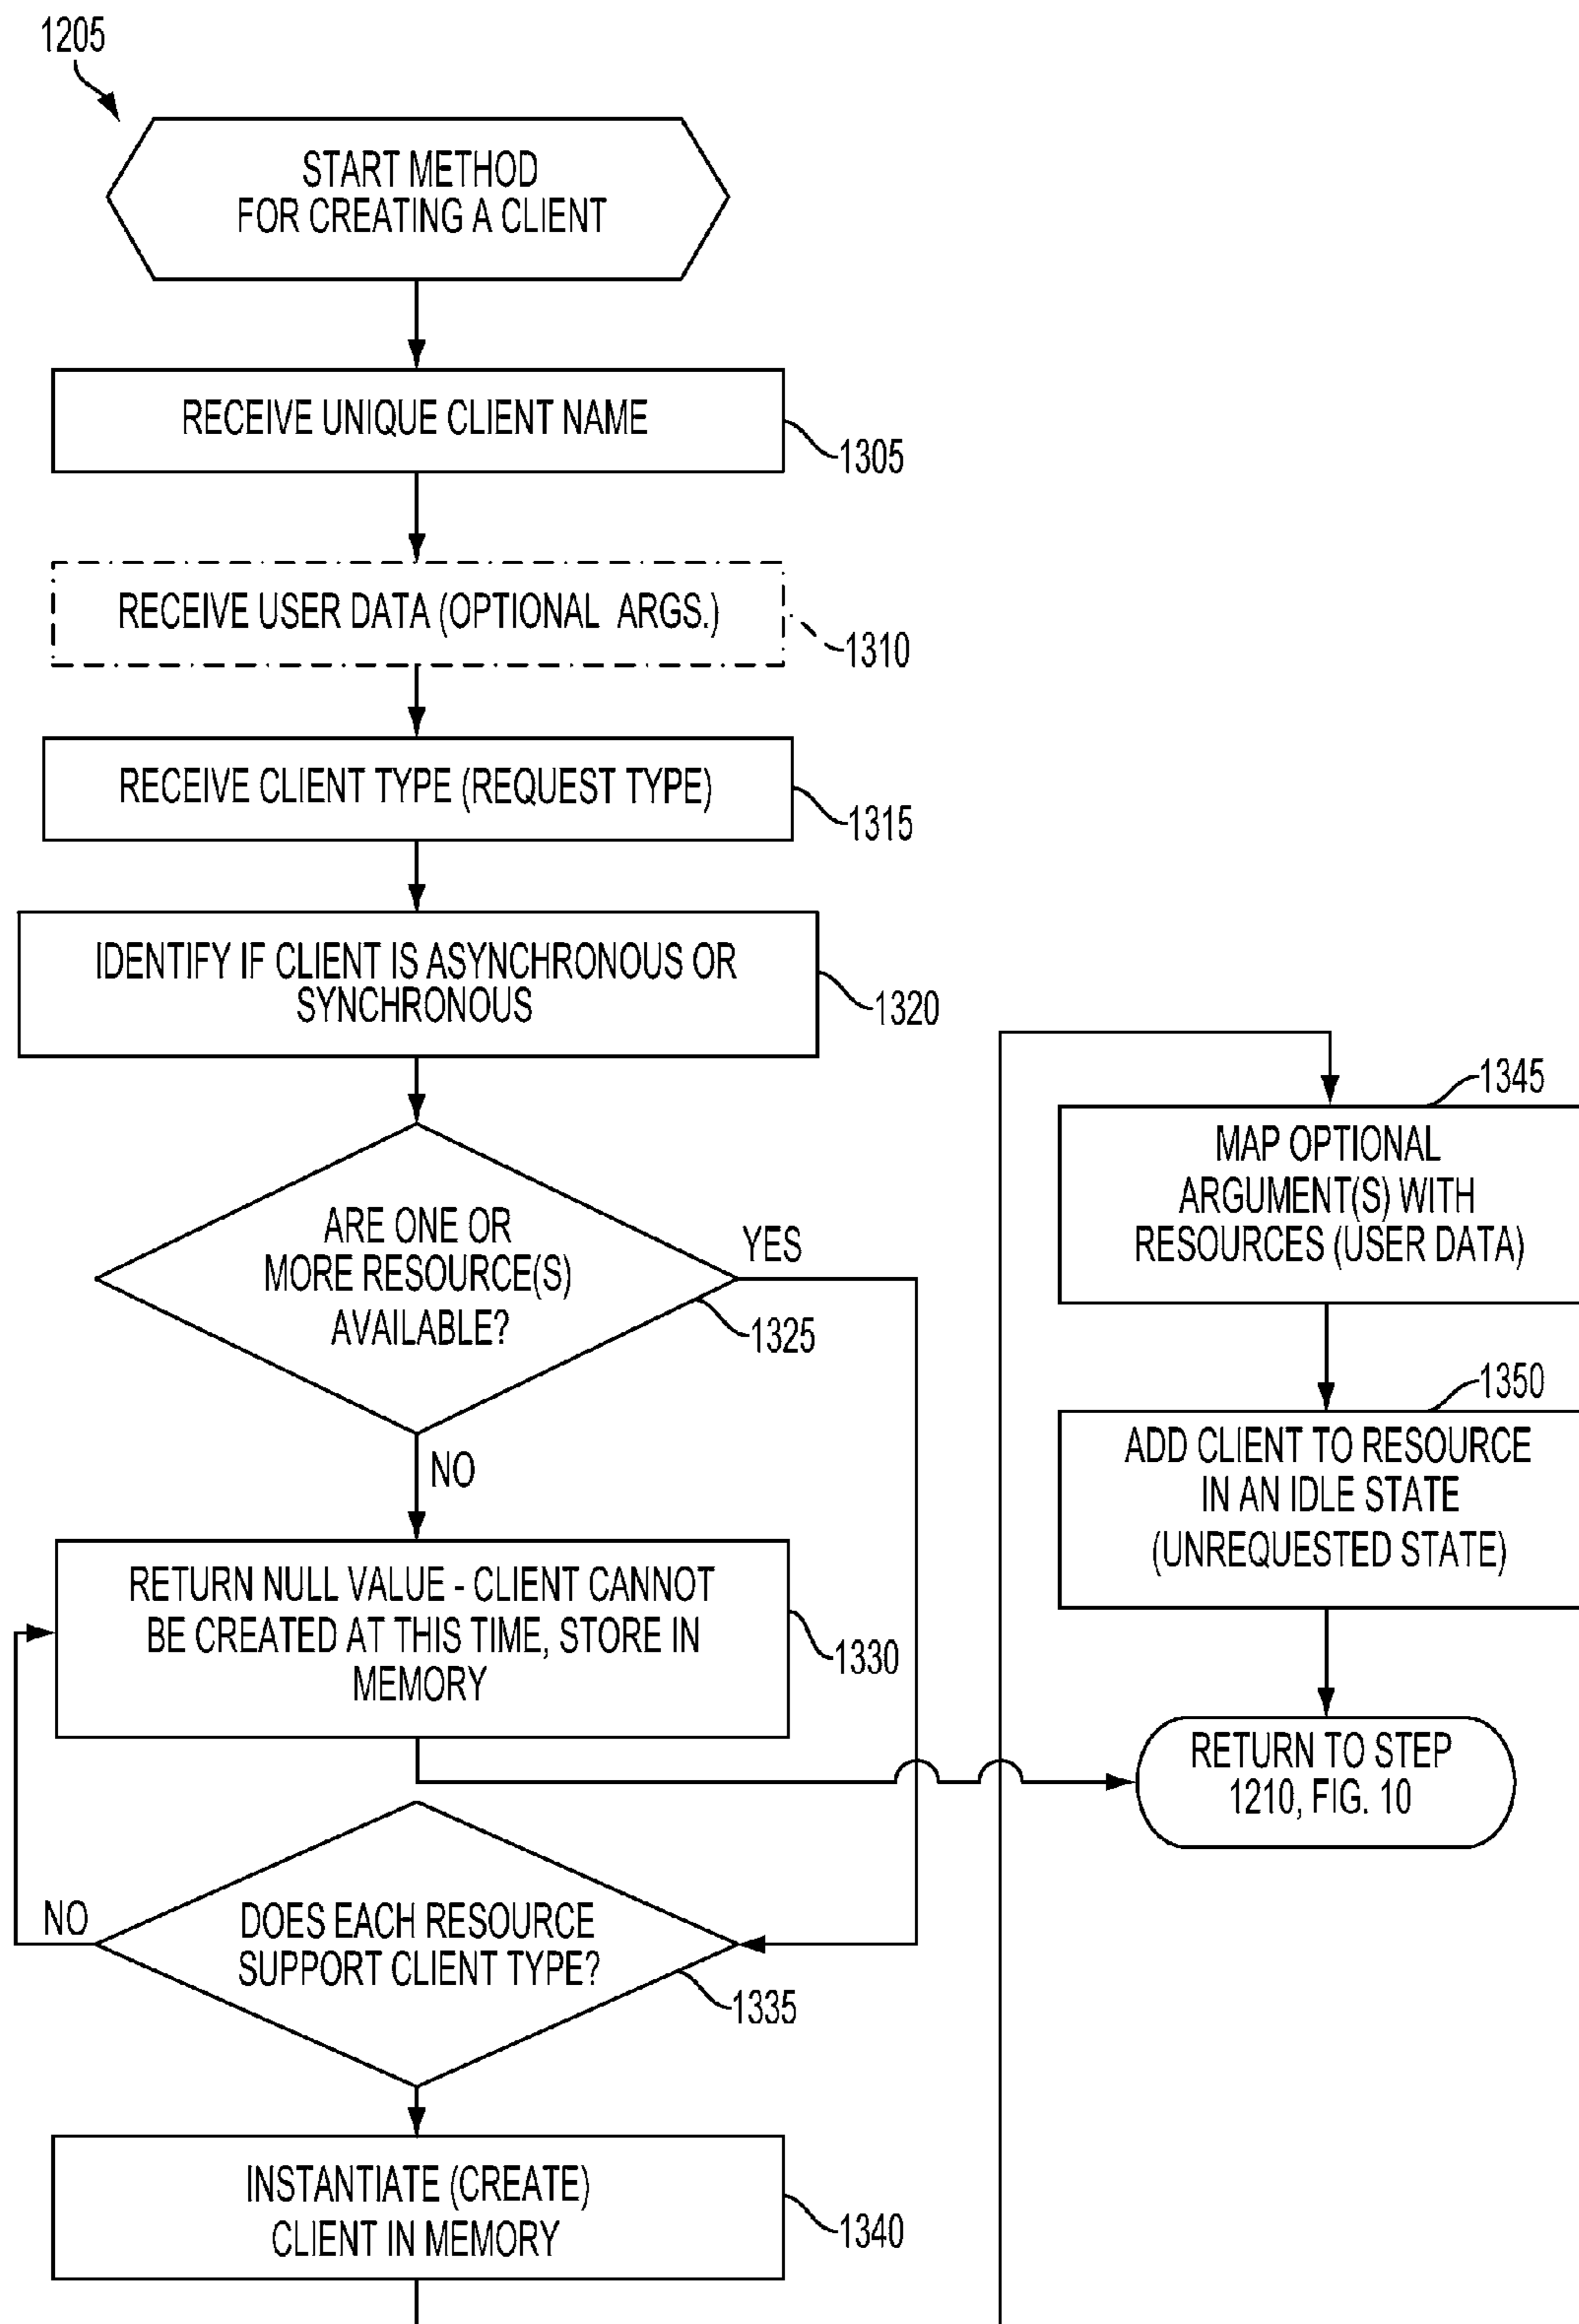 1205
START METHOD
FOR CREATING A CLIENT
RECEIVE UNIQUE CLIENT NAME
1305
RECEIVE USER DATA (OPTIONAL ARGS.)
1310
RECEIVE CLIENT TYPE (REQUEST TYPE)
1315
IDENTIFY IF CLIENT IS ASYNCHRONOUS OR
SYNCHRONOUS
1320
ARE ONE OR
MORE RESOURCE(S)
AVAILABLE?
YES
1325
NO
RETURN NULL VALUE - CLIENT CANNOT
BE CREATED AT THIS TIME, STORE IN
MEMORY
1330
NO
DOES EACH RESOURCE
SUPPORT CLIENT TYPE?
1335
INSTANTIATE (CREATE)
CLIENT IN MEMORY
1340
1345
MAP OPTIONAL
ARGUMENT(S) WITH
RESOURCES (USER DATA)
1350
ADD CLIENT TO RESOURCE
IN AN IDLE STATE
(UNREQUESTED STATE)
RETURN TO STEP
1210, FIG. 10